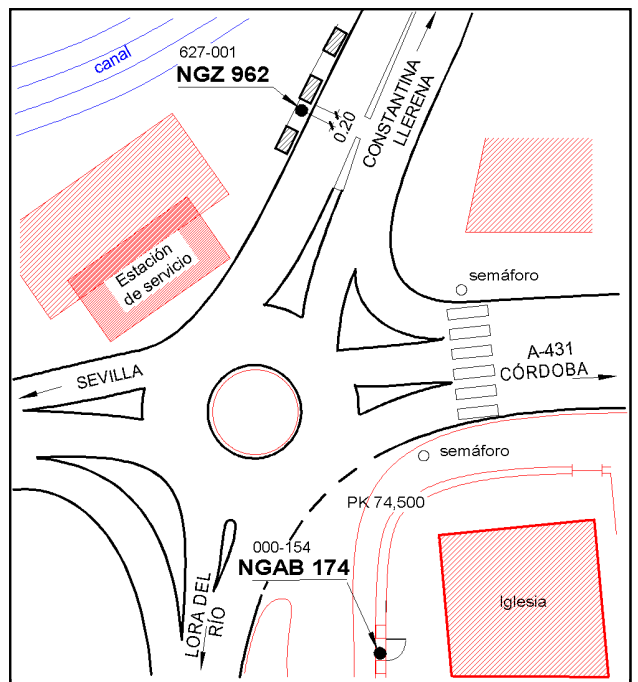 canal
627-001
NGZ 962
0.20
CONSTANTINA
LLERENA
Estación
de servicio
semáforo
A-431
CÓRDOBA
SEVILLA
semáforo
PK 74,500
000-154
NGAB 174
LORA DEL
RÍO
Iglesia